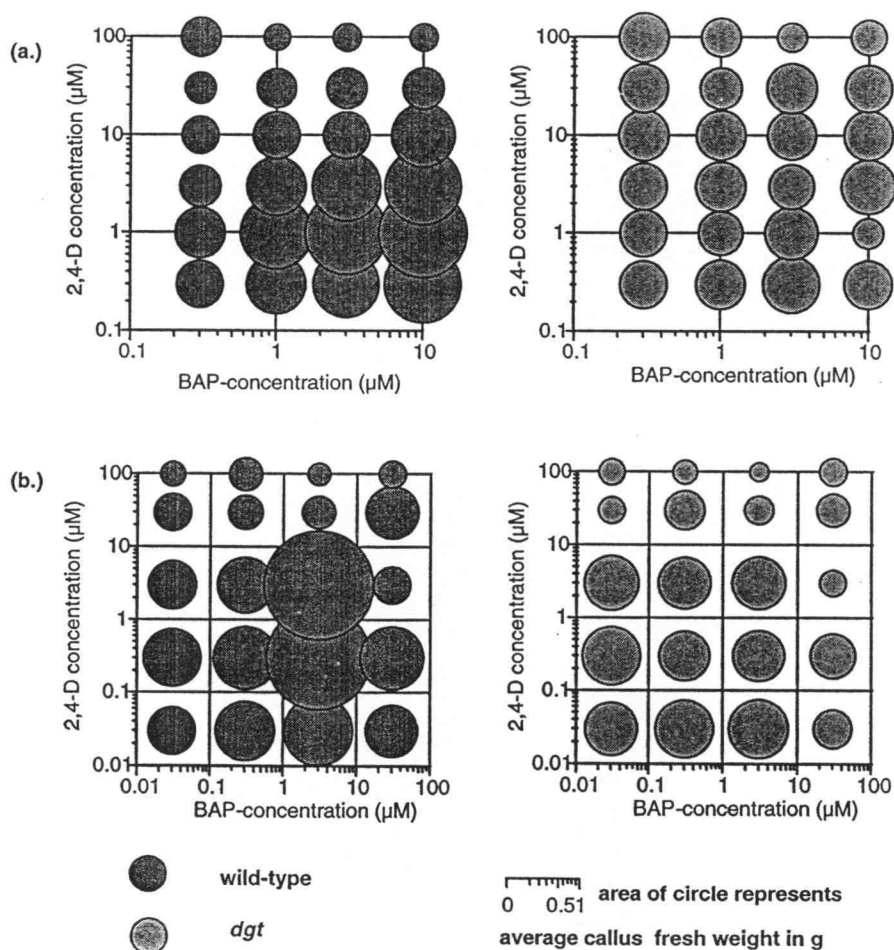 (a.)
2,4-D concentration (µM)
100
10
1
0.1
0.1 1 10
BAP-concentration (µM)
2,4-D concentration (µM)
100
10
1
0.1
0.1 1 10
BAP-concentration (µM)
(b.)
2,4-D concentration (µM)
100
10
1
0.1
0.01
0.01 0.1 1 10 100
BAP-concentration (µM)
2,4-D concentration (µM)
100
10
1
0.1
0.01
0.01 0.1 1 10 100
BAP-concentration (µM)
wild-type
dgt
0 0.51
area of circle represents
average callus fresh weight in g